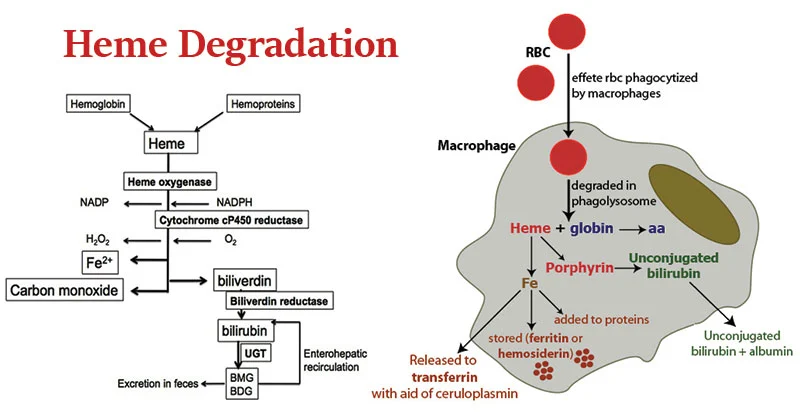 Heme Degradation
Hemoglobin
Hemoproteins
Heme
Heme oxygenase
NADP
NADPH
Cytochrome cP450 reductase
H2O2
O2
Fe2+
Carbon monoxide
biliverdin
Biliverdin reductase
bilirubin
UGT
Enterohepatic
recirculation
Excretion in feces
BMG
BDG
RBC
effete rbc phagocytized
by macrophages
Macrophage
degraded in
phagolysosome
Heme + globin
aa
Porphyrin
Unconjugated
bilirubin
Fe
added to proteins
stored (ferritin or
hemosiderin)
Released to
transferrin
with aid of ceruloplasmin
Unconjugated
bilirubin + albumin